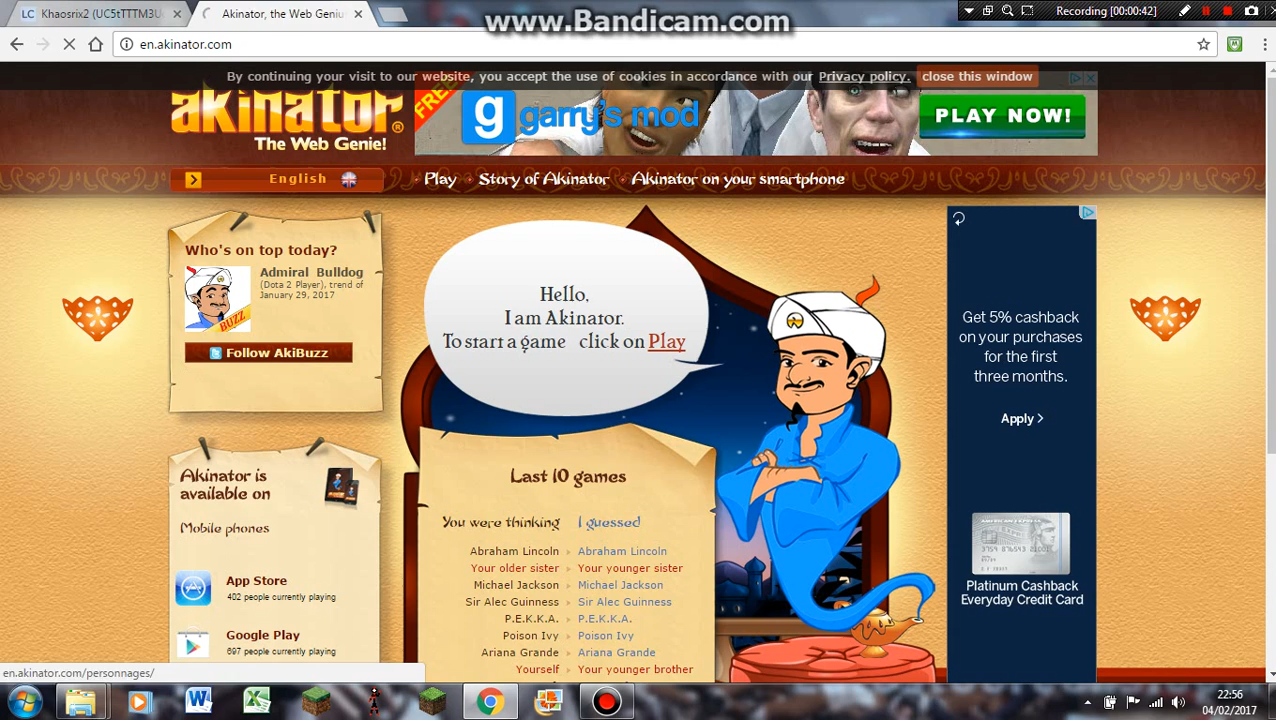 www.Bandicam.com
Recording [00:00:42]
LC Khaosrix2 (UC5tTTTM3U
Akinator, the Web Geniu
en.akinator.com
By continuing your visit to our website, you accept the use of cookies in accordance with our Privacy policy. close this window
akinator®
The Web Genie!
FREE
g garry's mod
PLAY NOW!
English
Play
Story of Akinator
Akinator on your smartphone
Who's on top today?
Admiral Bulldog
(Dota 2 Player), trend of
January 29, 2017
BUZZ
Follow AkiBuzz
Hello,
I am Akinator.
To start a game click on Play
Akinator is
available on
Mobile phones
App Store
402 people currently playing
Google Play
697 people currently playing
Last 10 games
You were thinking I guessed
Abraham Lincoln Abraham Lincoln
Your older sister Your younger sister
Michael Jackson Michael Jackson
Sir Alec Guinness Sir Alec Guinness
P.E.K.K.A. P.E.K.K.A.
Poison Ivy Poison Ivy
Ariana Grande Ariana Grande
Yourself Your younger brother
Get 5% cashback
on your purchases
for the first
three months.
Apply >
AMERICAN EXPRESS
Platinum Cashback
Everyday Credit Card
en.akinator.com/personnages/
22:56
04/02/2017